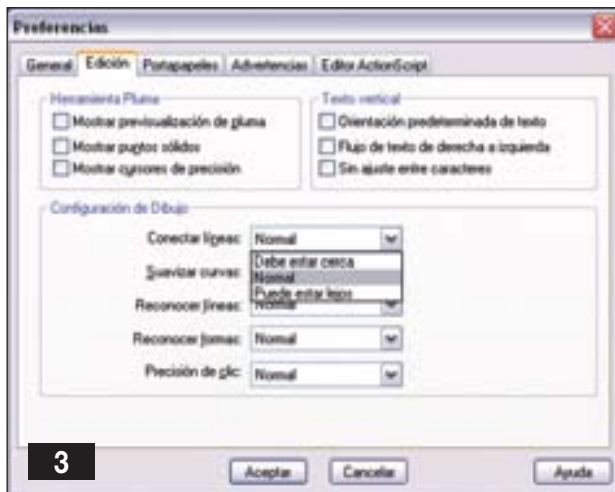 Preferencias
General Edición Portapapeles Advertencias Editor ActionScript
Herramienta Pluma
Mostrar previsualización de pluma
Mostrar puntos sólidos
Mostrar cursores de precisión
Texto vertical
Orientación predeterminada de texto
Flujo de texto de derecha a izquierda
Sin ajuste entre caracteres
Configuración de Dibujo
Conectar líneas: Normal
Debe estar cerca
Suavizar curvas: Normal
Puede estar lejos
Reconocer líneas: Normal
Reconocer formas: Normal
Precisión de clic: Normal
3
Aceptar Cancelar Ayuda